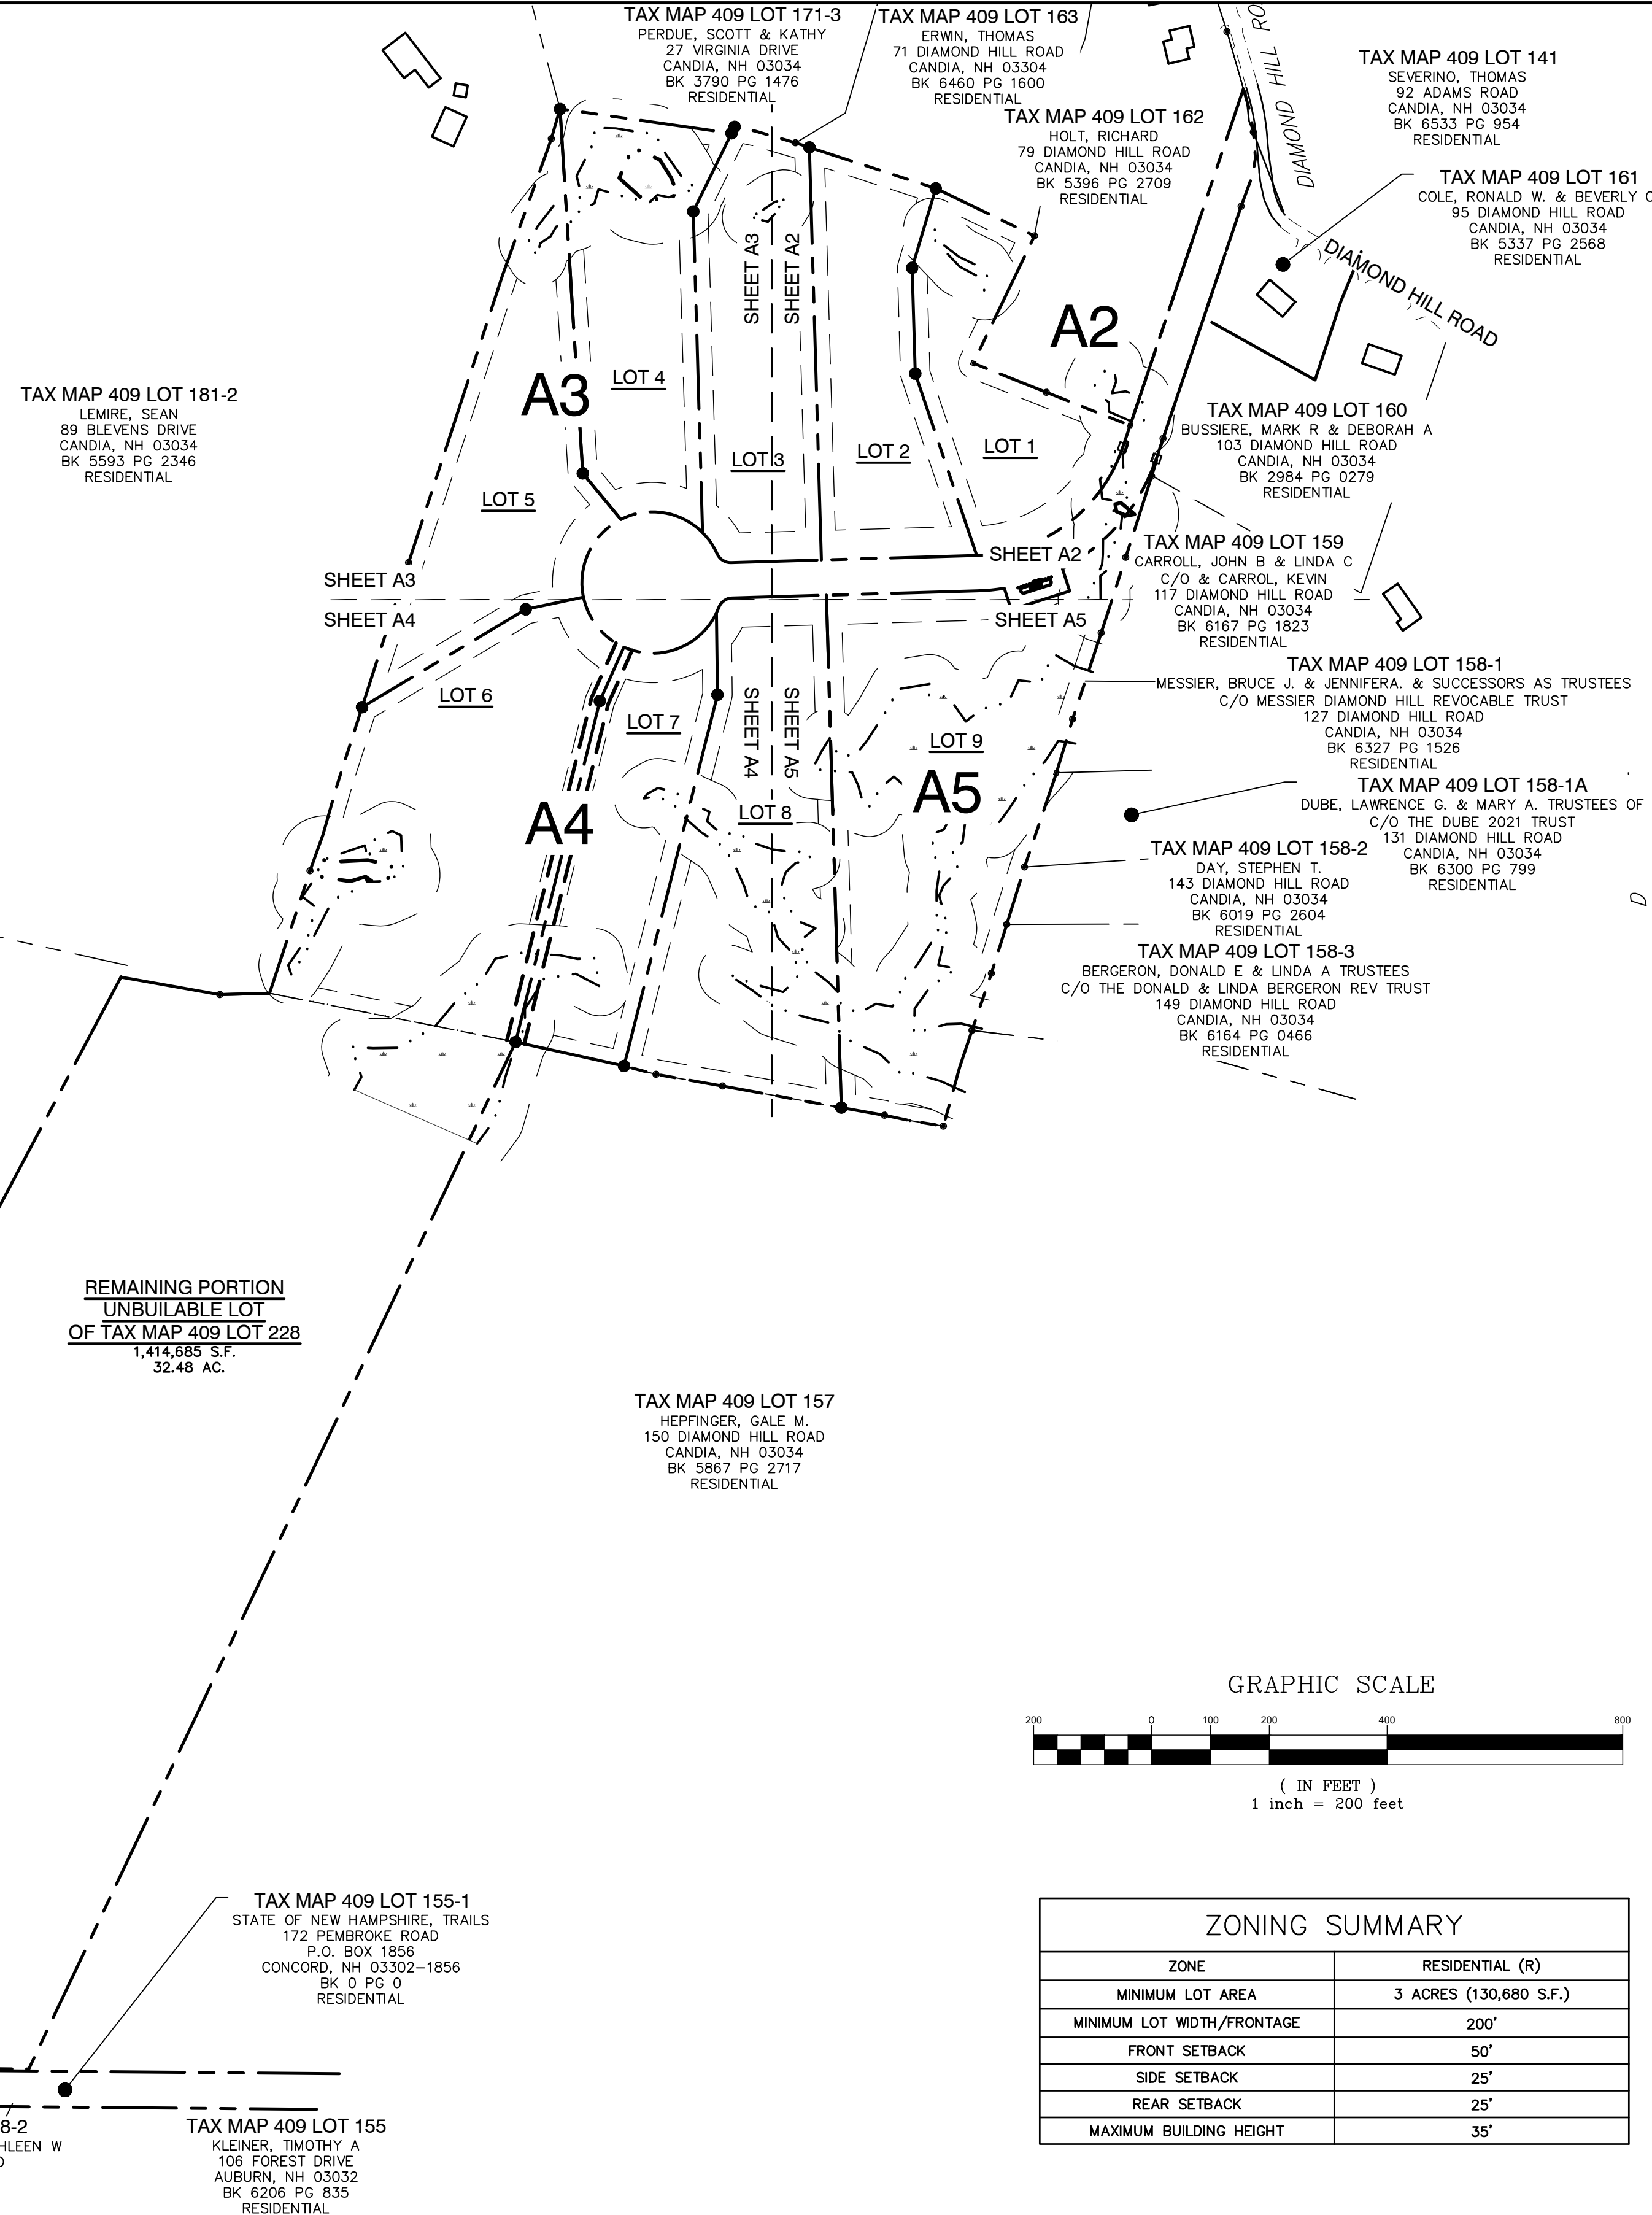 TAX MAP 409 LOT 171-3
PERDUE, SCOTT & KATHY
27 VIRGINIA DRIVE
CANDIA, NH 03034
BK 3790 PG 1476
RESIDENTIAL
TAX MAP 409 LOT 163
ERWIN, THOMAS
71 DIAMOND HILL ROAD
CANDIA, NH 03304
BK 6460 PG 1600
RESIDENTIAL
DIAMOND HILL RO
TAX MAP 409 LOT 141
SEVERINO, THOMAS
92 ADAMS ROAD
CANDIA, NH 03034
BK 6533 PG 954
RESIDENTIAL
TAX MAP 409 LOT 162
HOLT, RICHARD
79 DIAMOND HILL ROAD
CANDIA, NH 03034
BK 5396 PG 2709
RESIDENTIAL
TAX MAP 409 LOT 161
COLE, RONALD W. & BEVERLY C
95 DIAMOND HILL ROAD
CANDIA, NH 03034
BK 5337 PG 2568
RESIDENTIAL
DIAMOND HILL ROAD
SHEET A3
SHEET A2
A2
A3
LOT 4
LOT 3
LOT 2
LOT 1
LOT 5
TAX MAP 409 LOT 181-2
LEMIRE, SEAN
89 BLEVENS DRIVE
CANDIA, NH 03034
BK 5593 PG 2346
RESIDENTIAL
TAX MAP 409 LOT 160
BUSSIERE, MARK R & DEBORAH A
103 DIAMOND HILL ROAD
CANDIA, NH 03034
BK 2984 PG 0279
RESIDENTIAL
TAX MAP 409 LOT 159
CARROLL, JOHN B & LINDA C
C/O & CARROL, KEVIN
117 DIAMOND HILL ROAD
CANDIA, NH 03034
BK 6167 PG 1823
RESIDENTIAL
SHEET A2
SHEET A3
SHEET A4
SHEET A5
LOT 6
LOT 7
SHEET A4
SHEET A5
LOT 9
A5
LOT 8
A4
TAX MAP 409 LOT 158-1
MESSIER, BRUCE J. & JENNIFERA. & SUCCESSORS AS TRUSTEES
C/O MESSIER DIAMOND HILL REVOCABLE TRUST
127 DIAMOND HILL ROAD
CANDIA, NH 03034
BK 6327 PG 1526
RESIDENTIAL
TAX MAP 409 LOT 158-1A
DUBE, LAWRENCE G. & MARY A. TRUSTEES OF
C/O THE DUBE 2021 TRUST
131 DIAMOND HILL ROAD
CANDIA, NH 03034
BK 6300 PG 799
RESIDENTIAL
D
TAX MAP 409 LOT 158-2
DAY, STEPHEN T.
143 DIAMOND HILL ROAD
CANDIA, NH 03034
BK 6019 PG 2604
RESIDENTIAL
TAX MAP 409 LOT 158-3
BERGERON, DONALD E & LINDA A TRUSTEES
C/O THE DONALD & LINDA BERGERON REV TRUST
149 DIAMOND HILL ROAD
CANDIA, NH 03034
BK 6164 PG 0466
RESIDENTIAL
REMAINING PORTION
UNBUILABLE LOT
OF TAX MAP 409 LOT 228
1,414,685 S.F.
32.48 AC.
TAX MAP 409 LOT 157
HEPFINGER, GALE M.
150 DIAMOND HILL ROAD
CANDIA, NH 03034
BK 5867 PG 2717
RESIDENTIAL
GRAPHIC SCALE
200 0 100 200 400 800
( IN FEET )
1 inch = 200 feet
TAX MAP 409 LOT 155-1
STATE OF NEW HAMPSHIRE, TRAILS
172 PEMBROKE ROAD
P.O. BOX 1856
CONCORD, NH 03302-1856
BK 0 PG 0
RESIDENTIAL
ZONING SUMMARY
ZONE RESIDENTIAL (R)
MINIMUM LOT AREA 3 ACRES (130,680 S.F.)
MINIMUM LOT WIDTH/FRONTAGE 200'
FRONT SETBACK 50'
SIDE SETBACK 25'
REAR SETBACK 25'
MAXIMUM BUILDING HEIGHT 35'
8-2
HLEEN W
TAX MAP 409 LOT 155
KLEINER, TIMOTHY A
106 FOREST DRIVE
AUBURN, NH 03032
BK 6206 PG 835
RESIDENTIAL